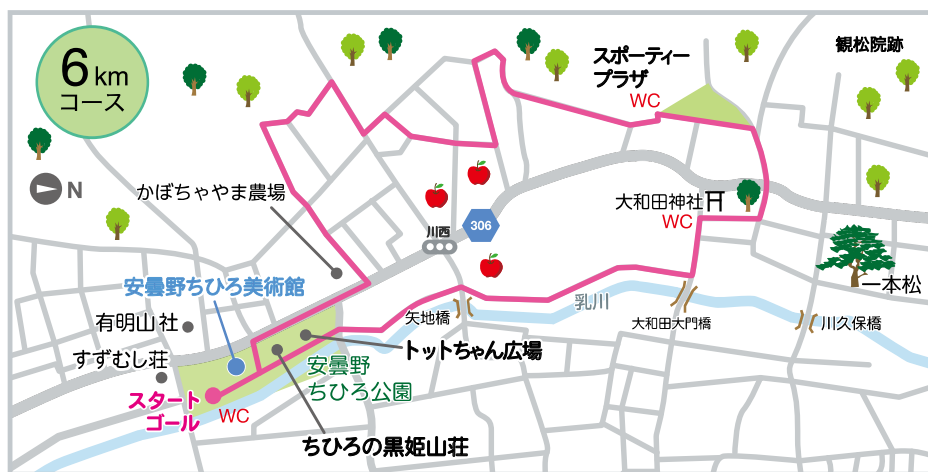 6km
コース
N
スポーティー
プラザ
WC
観松院跡
かぼちゃやま農場
川西
306
大和田神社
WC
一本松
安曇野ちひろ美術館
有明山社
すずむし荘
矢地橋
乳川
大和田大門橋
川久保橋
トットちゃん広場
安曇野
ちひろ公園
スタート
ゴール
WC
ちひろの黒姫山荘